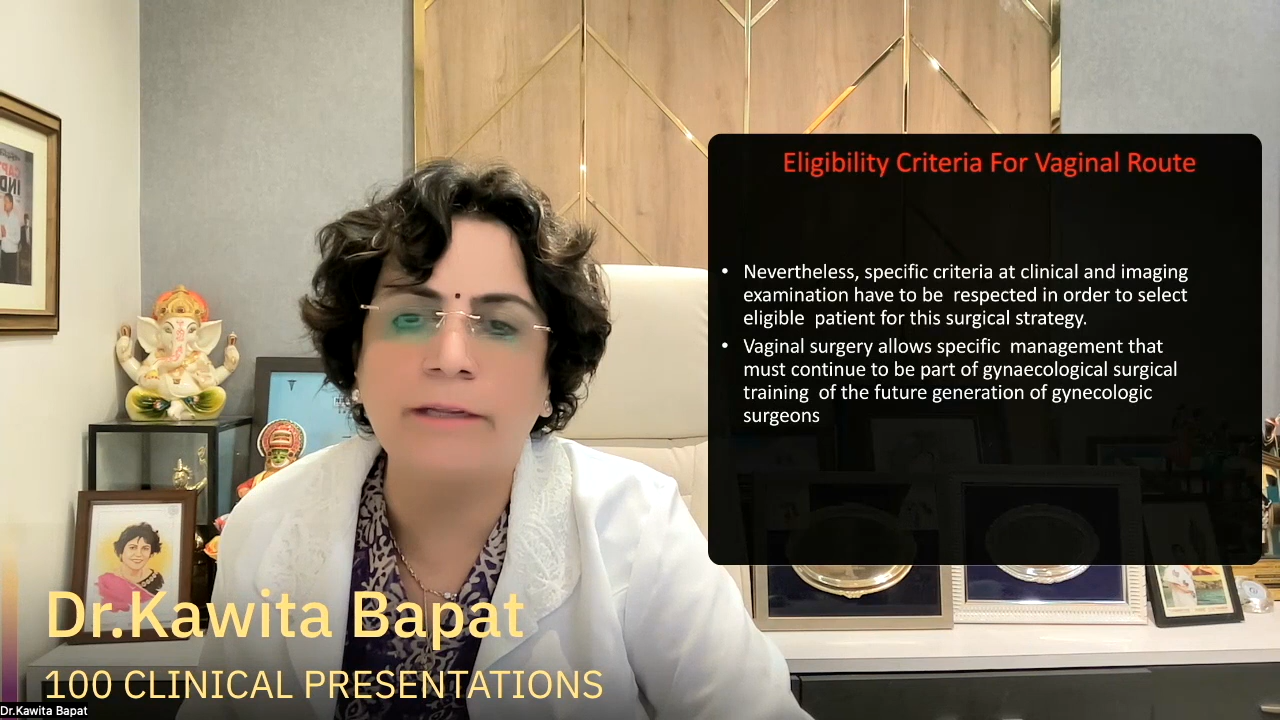 Eligibility Criteria For Vaginal Route
• Nevertheless, specific criteria at clinical and imaging
examination have to be respected in order to select
eligible patient for this surgical strategy.
• Vaginal surgery allows specific management that
must continue to be part of gynaecological surgical
training of the future generation of gynecologic
surgeons
Dr.Kawita Bapat
100 CLINICAL PRESENTATIONS
Dr.Kawita Bapat